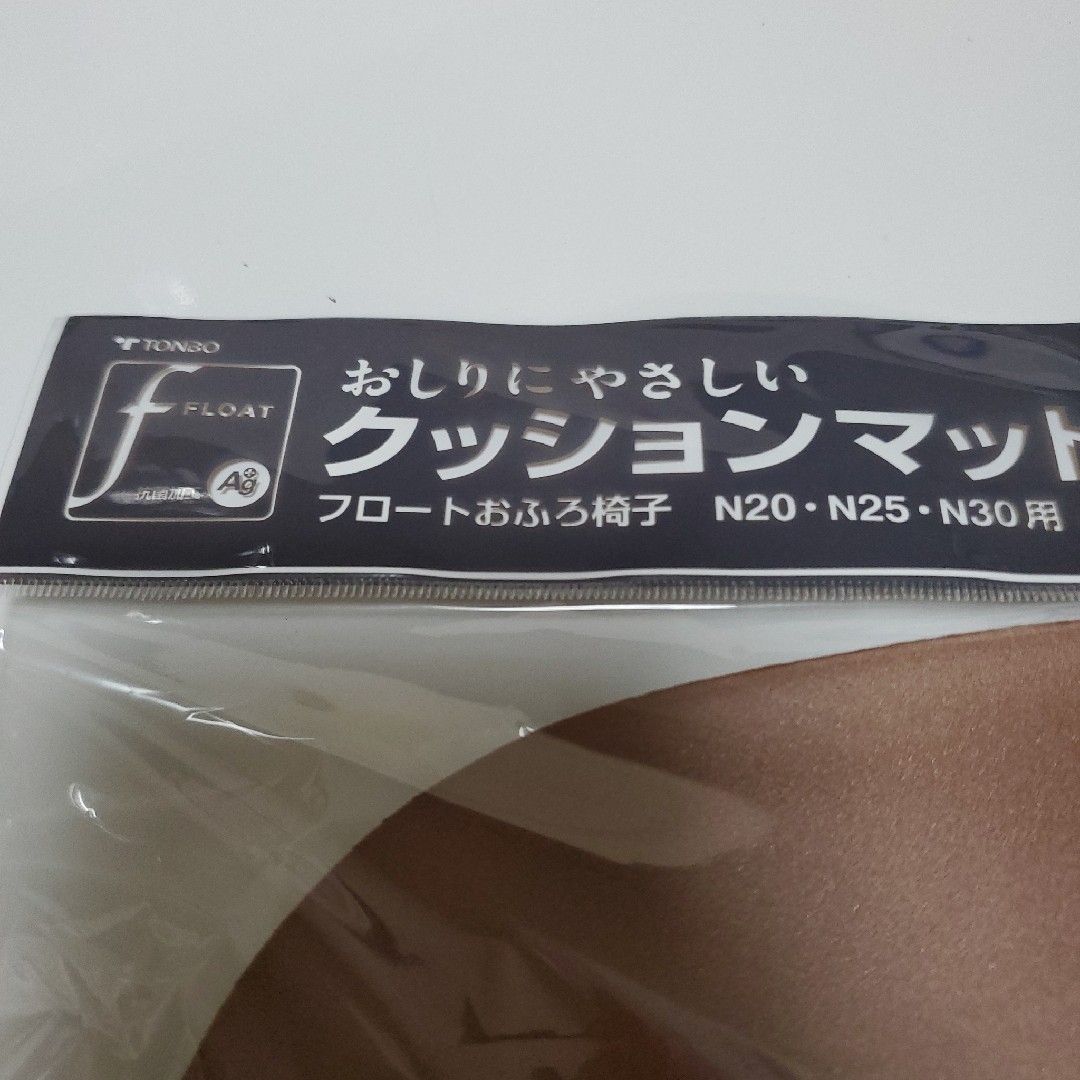 TONBO
f FLOAT
Ag+
おしりにやさしい
クッションマット
フロートおふろ椅子 N20・N25・N30用